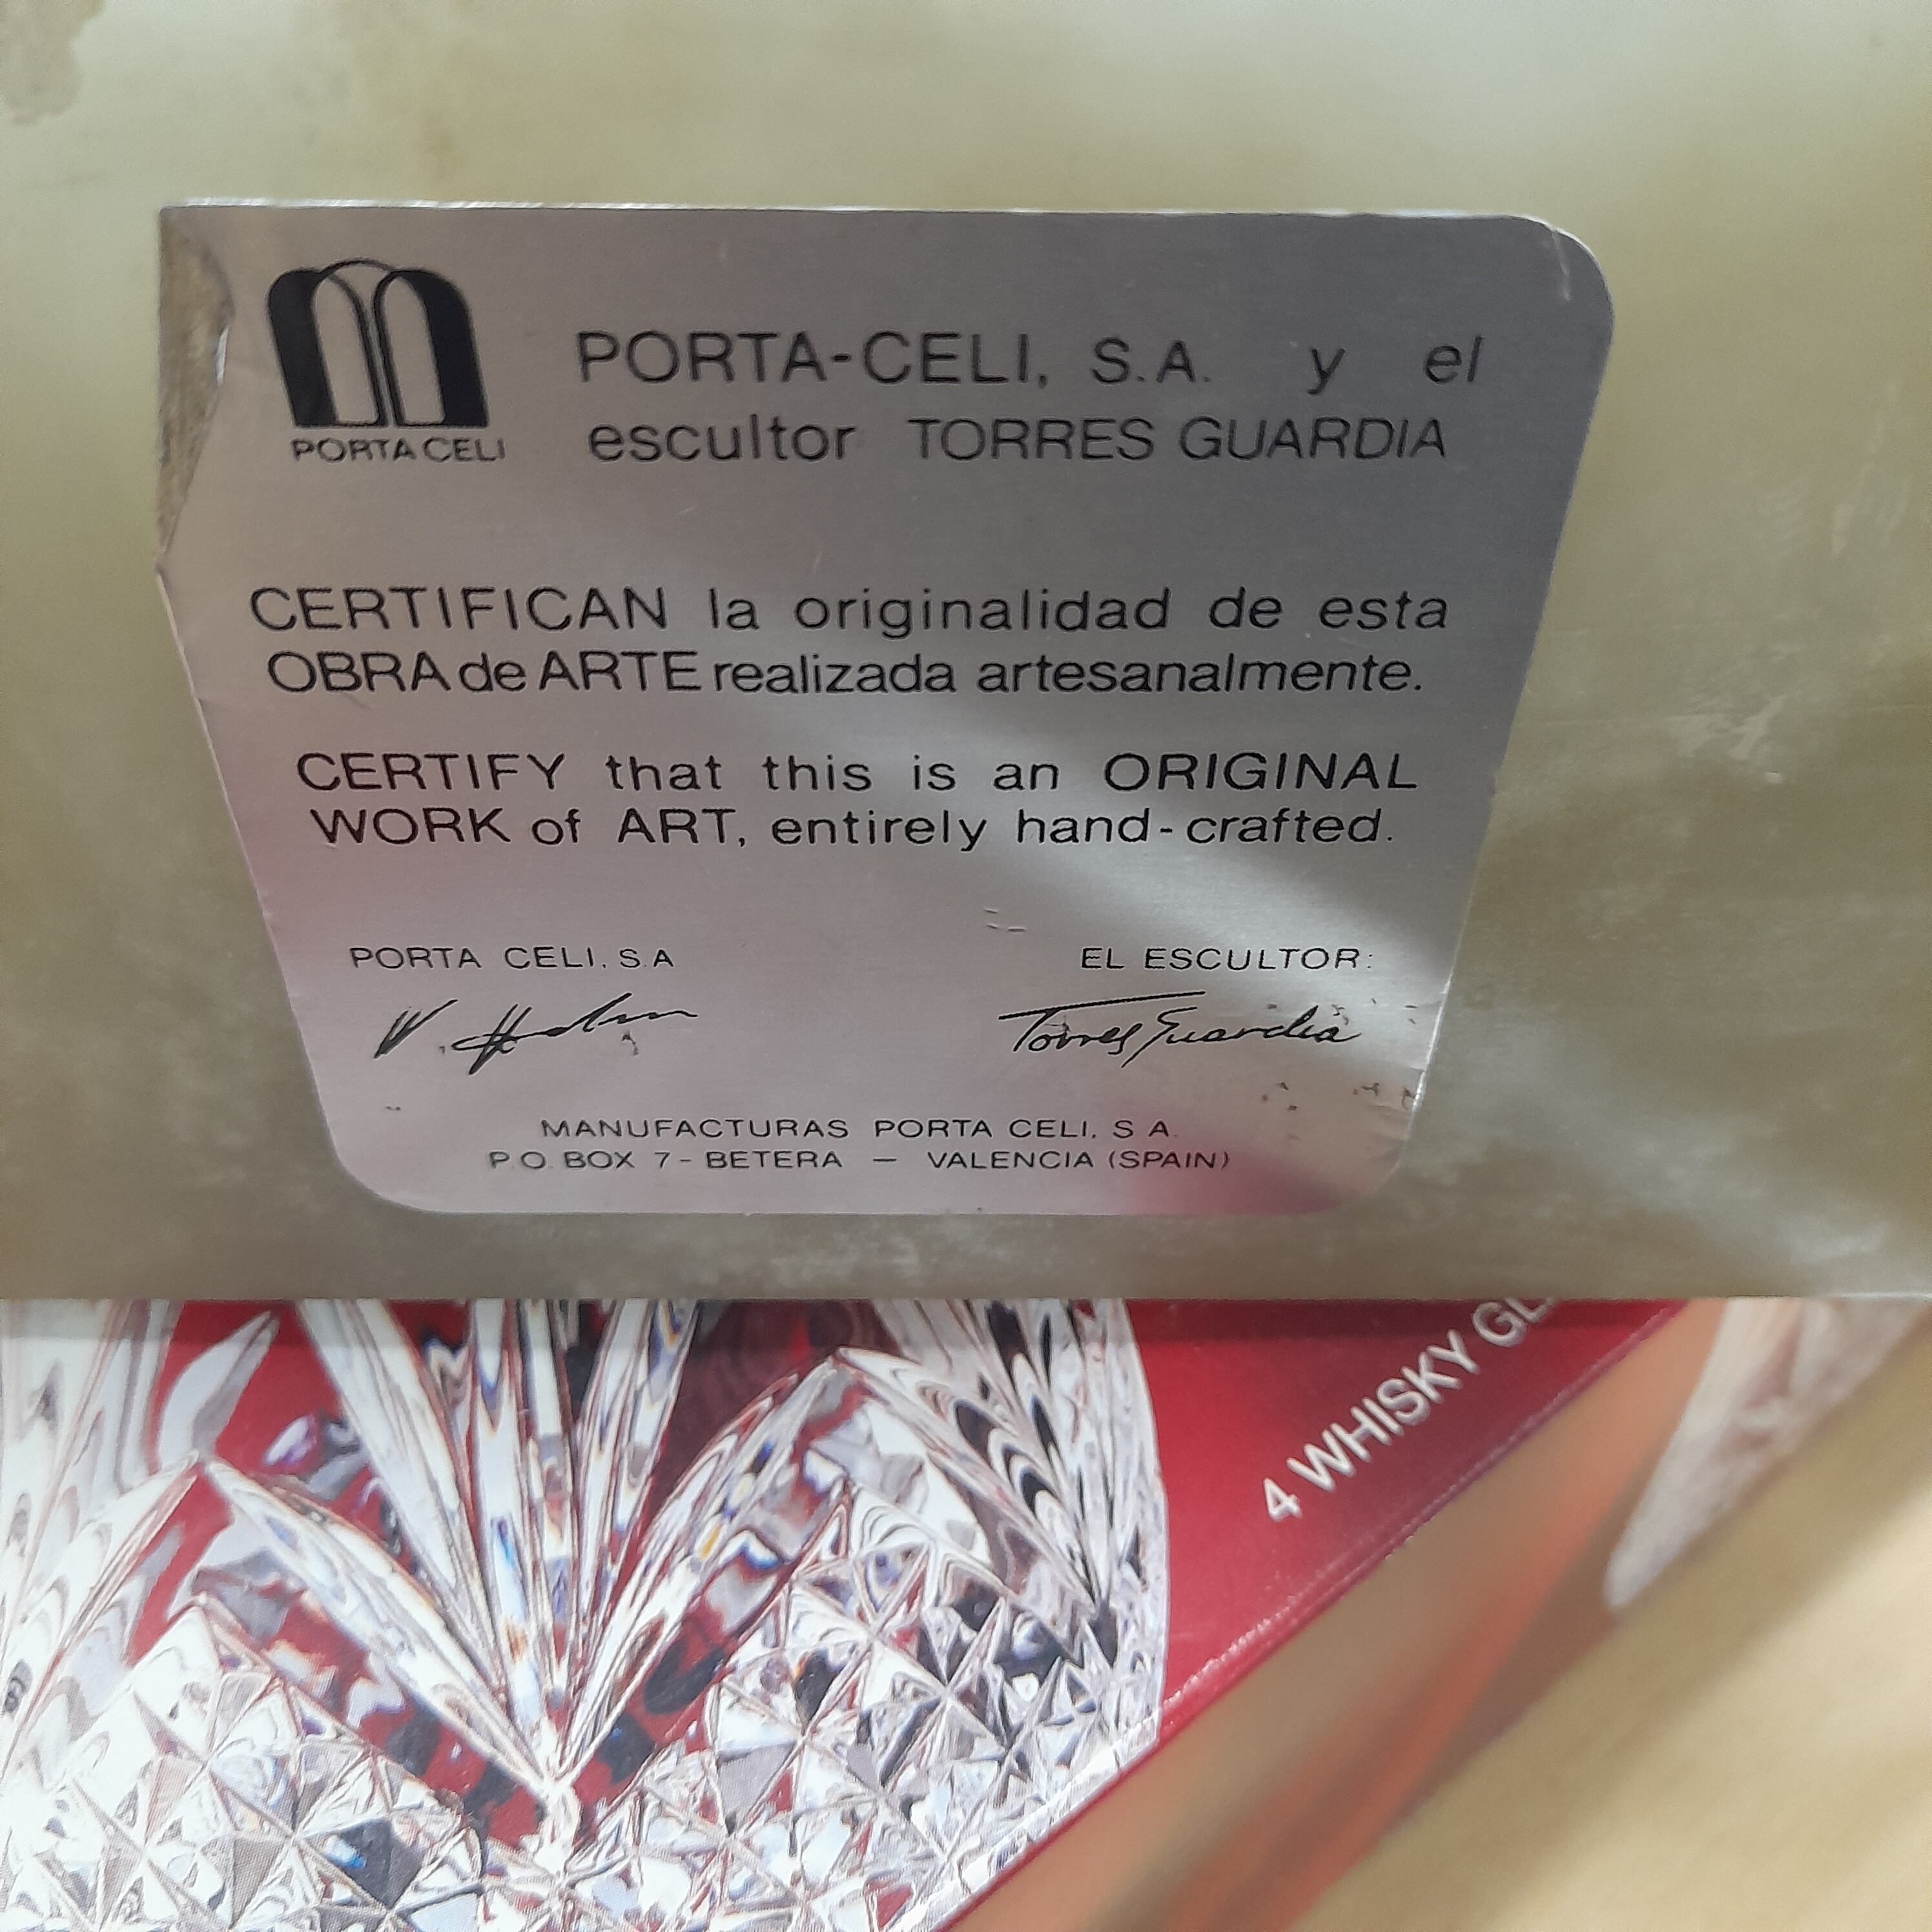 PORTA CELI
PORTA-CELI, S.A. y el
escultor TORRES GUARDIA
CERTIFICAN la originalidad de esta
OBRA de ARTE realizada artesanalmente.
CERTIFY that this is an ORIGINAL
WORK of ART, entirely hand-crafted.
PORTA CELI, S.A
EL ESCULTOR:
Torres Guardia
MANUFACTURAS PORTA CELI, S A.
P.O. BOX 7 - BETERA — VALENCIA (SPAIN)
4 WHISKY